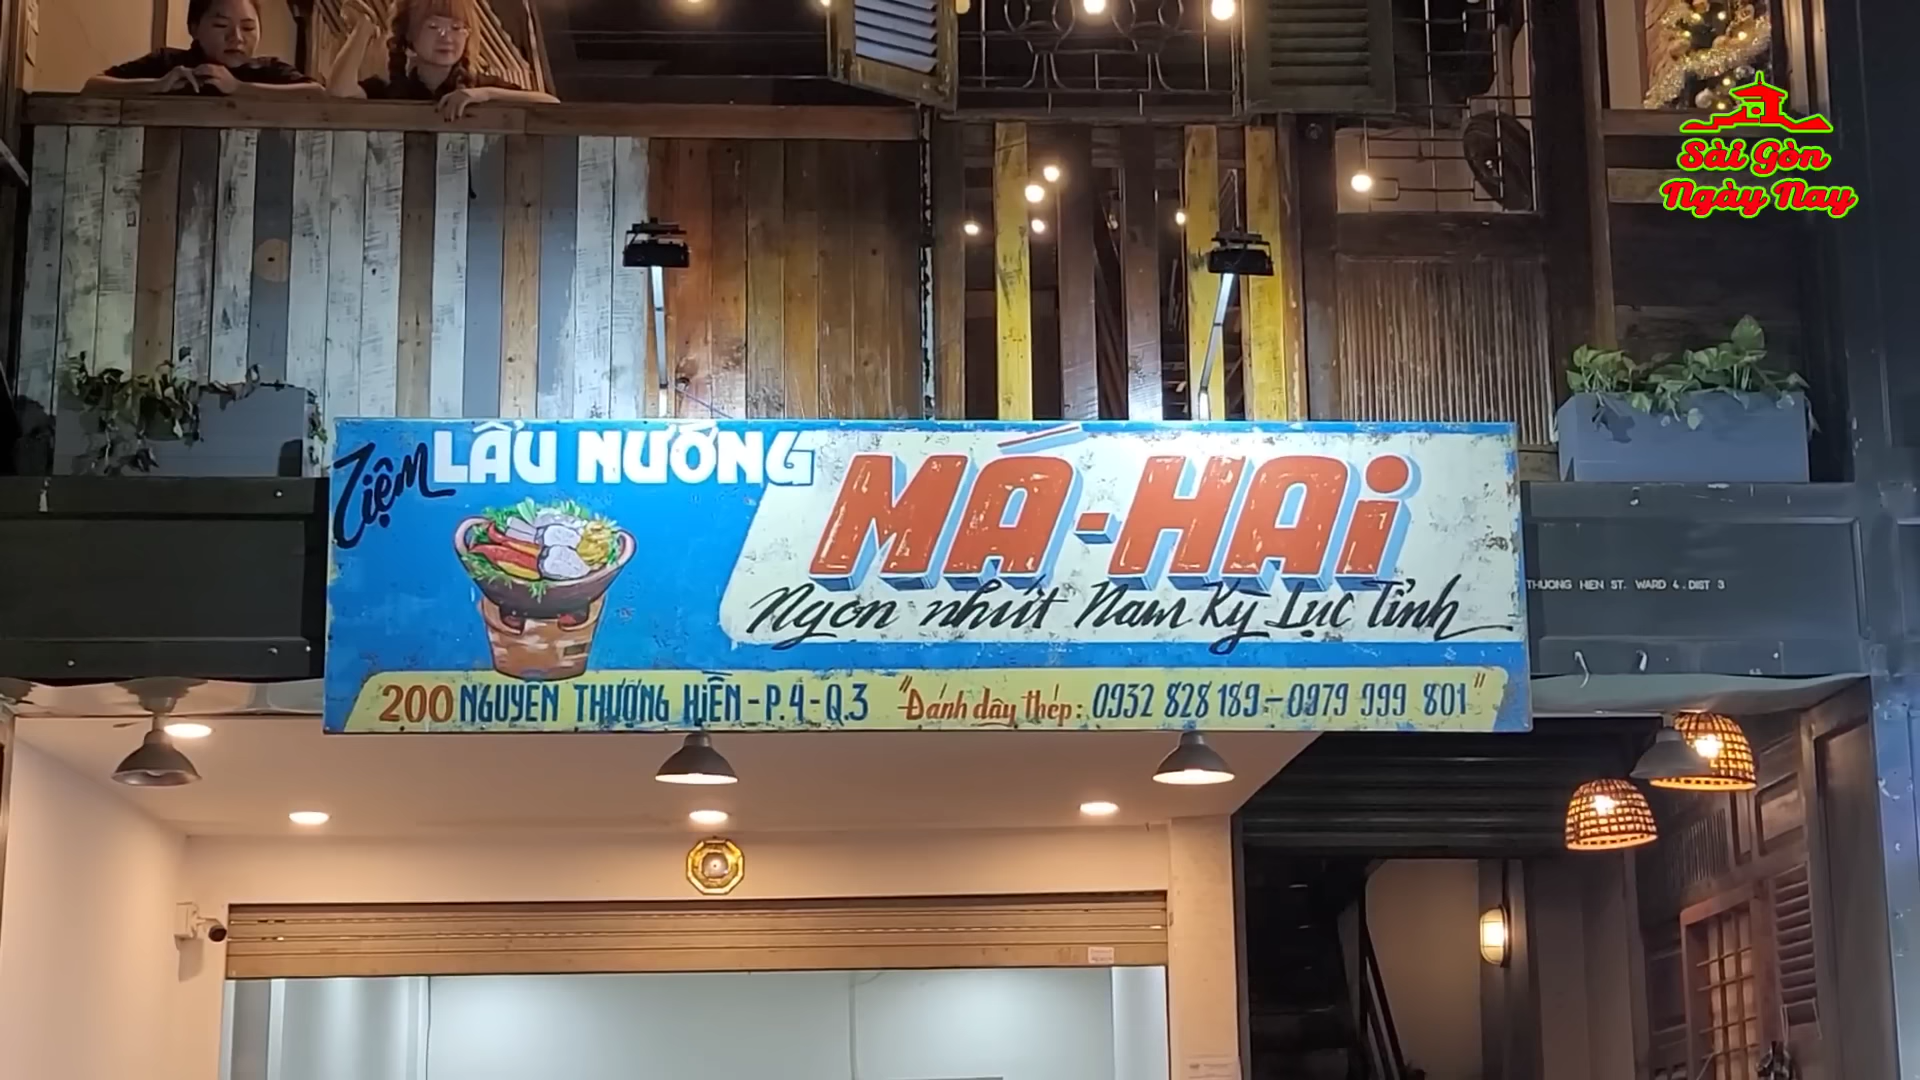 Sài Gòn
Ngày Nay
Tiệm LẨU NƯỚNG
MÁ-HAi
Ngon nhứt Nam Kỳ Lục Tỉnh
200 NGUYỄN THƯỢNG HiỀN-P.4-Q.3 "Đánh dây thép: 0932 828 189-0979 999 801"
THUONG HIEN ST. WARD 4. DIST 3